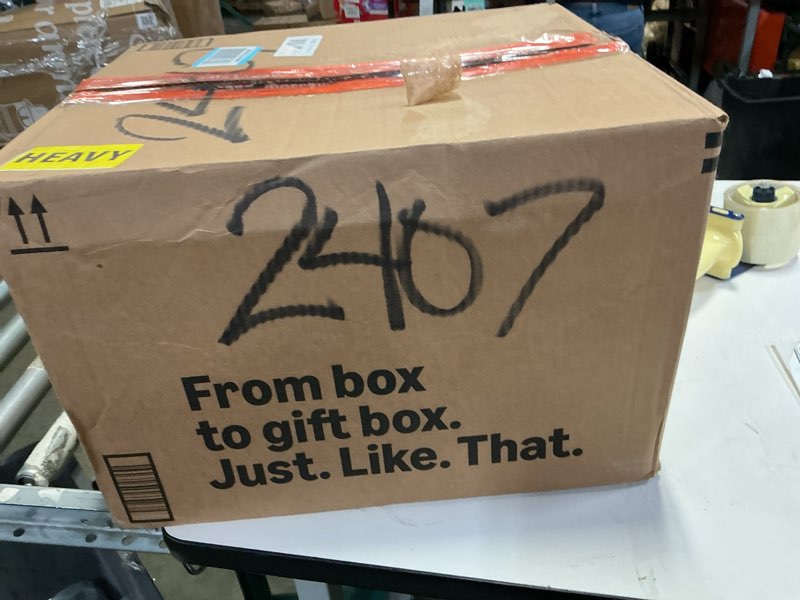 HEAVY
2407
From box
to gift box.
Just. Like. That.